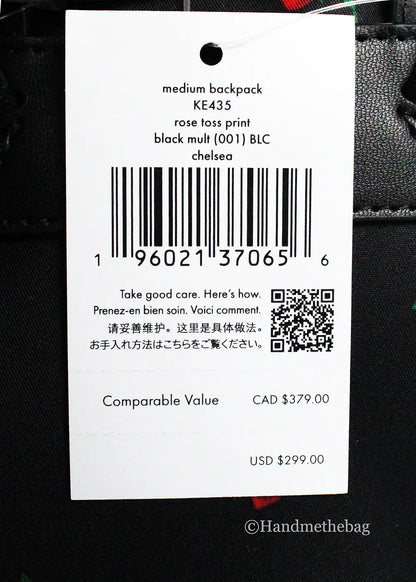 medium backpack
KE435
rose toss print
black mult (001) BLC
chelsea
1 96021 37065 6
Take good care. Here's how.
Prenez-en bien soin. Voici comment.
请妥善维护。这里是具体做法。
お手入れ方法はこちらをご覧ください。
Comparable Value CAD $379.00
USD $299.00
©Handmethebag